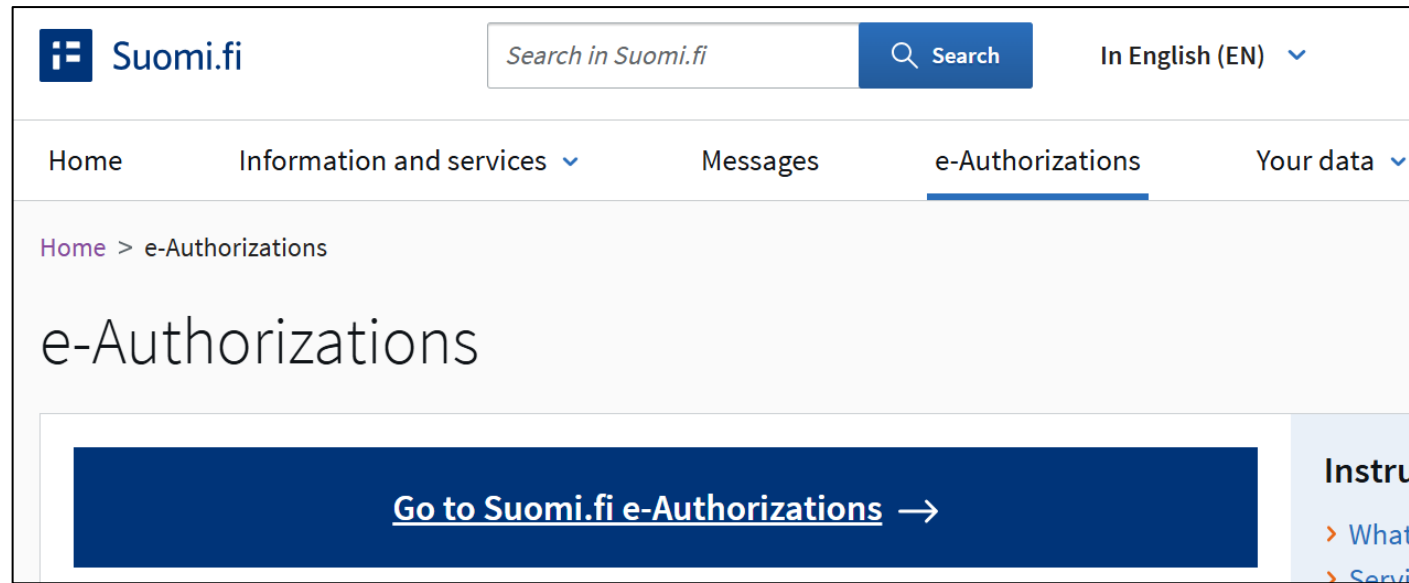 Suomi.fi
Search in Suomi.fi
Search
In English (EN)
Home
Information and services
Messages
e-Authorizations
Your data
Home > e-Authorizations
e-Authorizations
Go to Suomi.fi e-Authorizations →
What